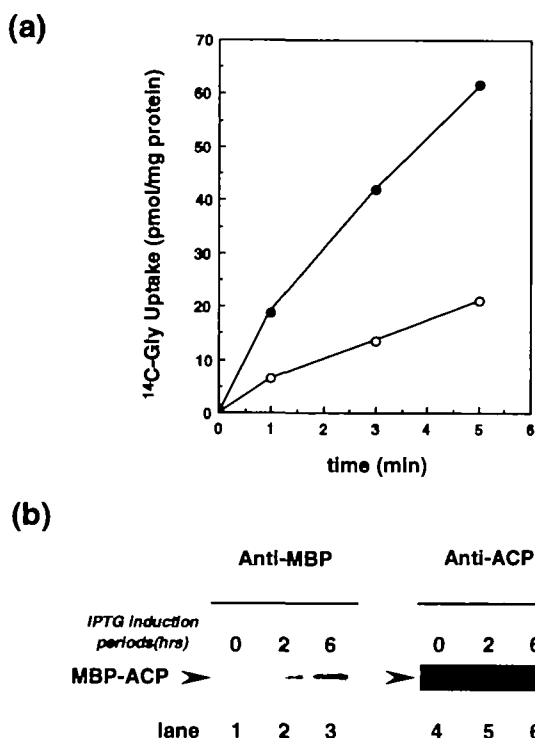 (a)
70
60
50
40
30
20
10
0
¹⁴C-Gly Uptake (pmol/mg protein)
0 1 2 3 4 5 6
time (min)
(b)
Anti-MBP Anti-ACP
IPTG induction
periods(hrs) 0 2 6 0 2 6
MBP-ACP
lane 1 2 3 4 5 6